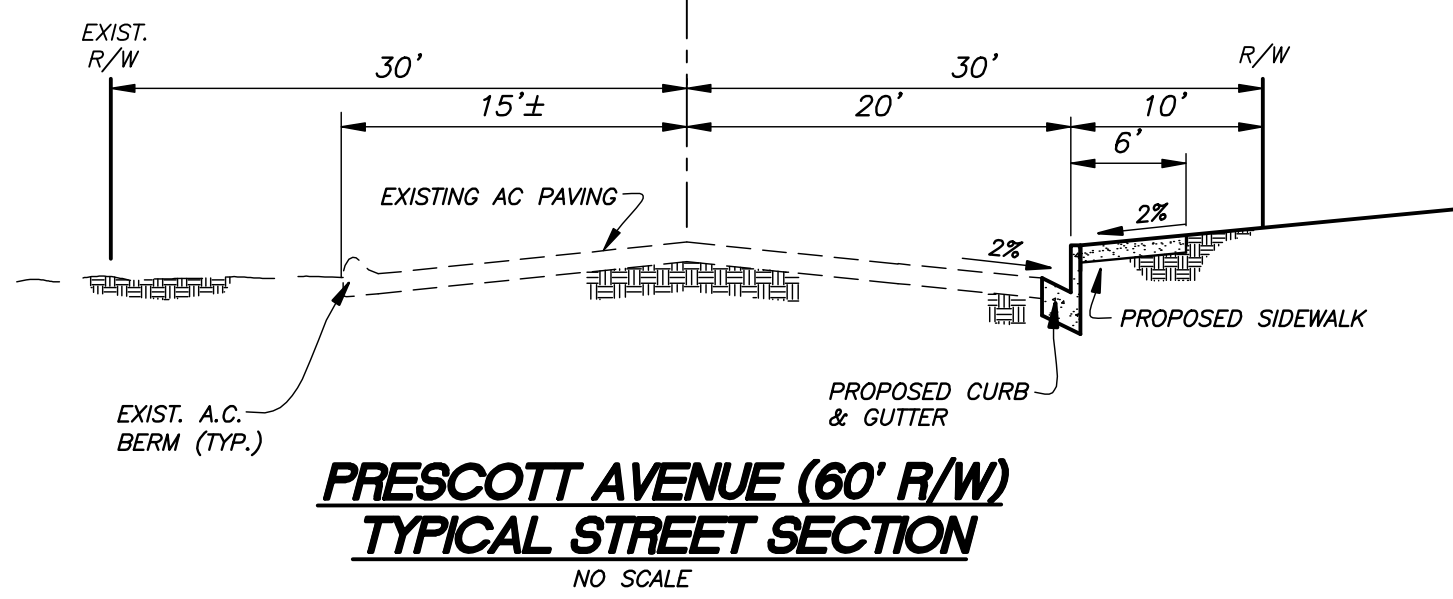 EXIST.
R/W
30'
30'
R/W
15'±
20'
10'
6'
EXISTING AC PAVING
2%
2%
PROPOSED SIDEWALK
PROPOSED CURB
& GUTTER
EXIST. A.C.
BERM (TYP.)
PRESCOTT AVENUE (60' R/W)
TYPICAL STREET SECTION
NO SCALE